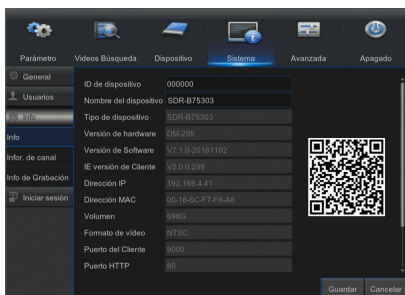 Parámetro Videos Búsqueda Dispositivo Sistema Avanzada Apagado
General
Usuarios
Info
Info
Infor. de canal
Info de Grabación
Iniciar sesión
ID de dispositivo 000000
Nombre del dispositivo SDR-B75303
Tipo de dispositivo SDR-B75303
Versión de hardware DM-295
Versión de Software V7.1.0-20161102
IE versión de Cliente V2.0.0.299
Dirección IP 192.168.4.41
Dirección MAC 00-16-6C-F7-F8-A8
Volumen 698G
Formato de vídeo NTSC
Puerto del Cliente 9000
Puerto HTTP 80
Guardar Cancelar